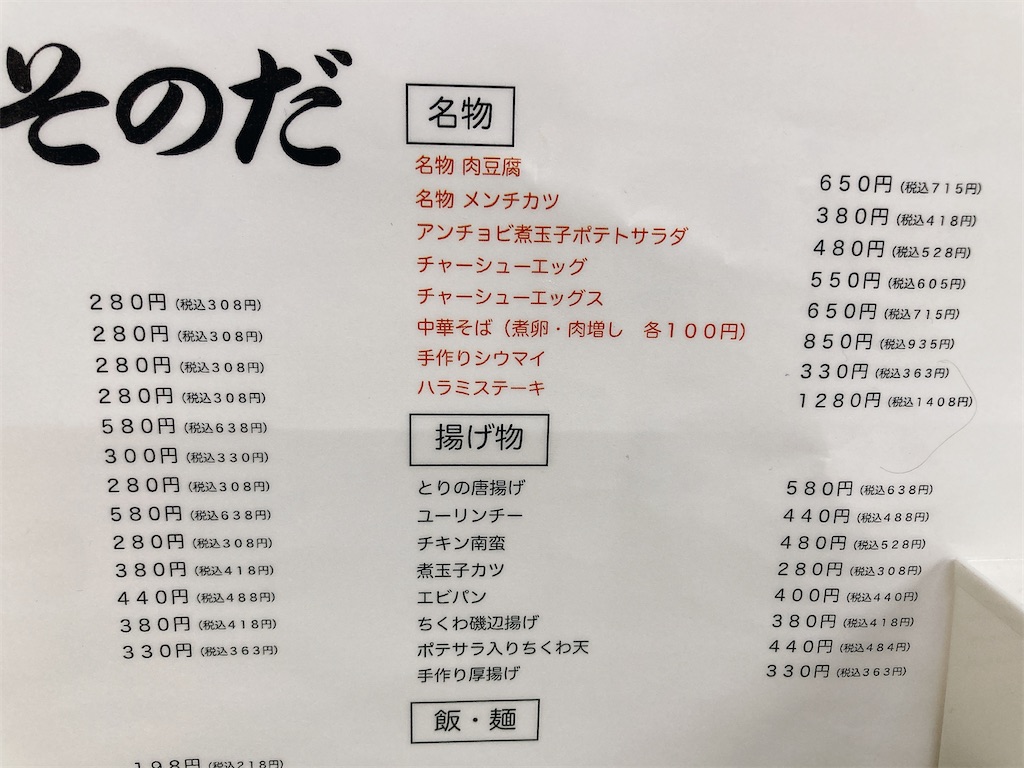 そのだ
280円(税込308円)
280円(税込308円)
280円(税込308円)
280円(税込308円)
580円(税込638円)
300円(税込330円)
280円(税込308円)
580円(税込638円)
280円(税込308円)
380円(税込418円)
440円(税込488円)
380円(税込418円)
330円(税込363円)
198円(税込218円)
名物
名物 肉豆腐 650円(税込715円)
名物 メンチカツ 380円(税込418円)
アンチョビ煮玉子ポテトサラダ 480円(税込528円)
チャーシューエッグ 550円(税込605円)
チャーシューエッグス 650円(税込715円)
中華そば（煮卵・肉増し　各１００円） 850円(税込935円)
手作りシウマイ 330円(税込363円)
ハラミステーキ 1280円(税込1408円)
揚げ物
とりの唐揚げ 580円(税込638円)
ユーリンチー 440円(税込488円)
チキン南蛮 480円(税込528円)
煮玉子カツ 280円(税込308円)
エビパン 400円(税込440円)
ちくわ磯辺揚げ 380円(税込418円)
ポテサラ入りちくわ天 440円(税込484円)
手作り厚揚げ 330円(税込363円)
飯・麺